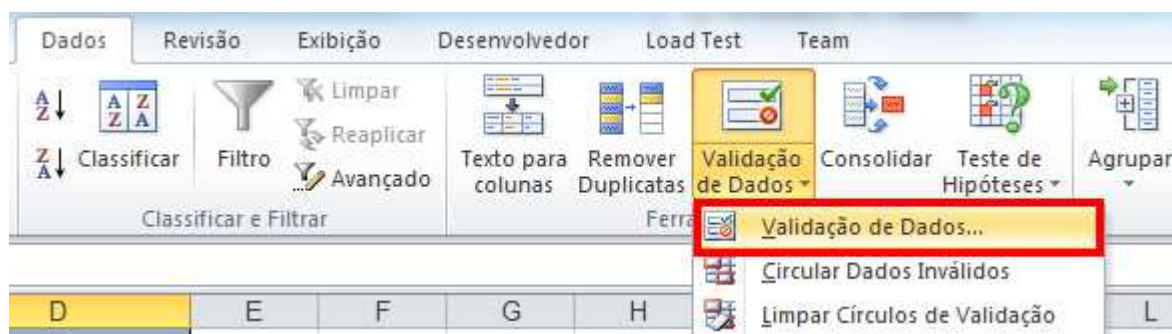 Dados Revisão Exibição Desenvolvedor Load Test Team
A Z
Z A
A Z
Z A
Classificar
Filtro
Limpar
Reaplicar
Avançado
Texto para colunas
Remover Duplicatas
Validação de Dados
Consolidar
Teste de Hipóteses
Agrupar
Classificar e Filtrar
Ferra
Validação de Dados...
Circular Dados Inválidos
Limpar Círculos de Validação
D E F G H L